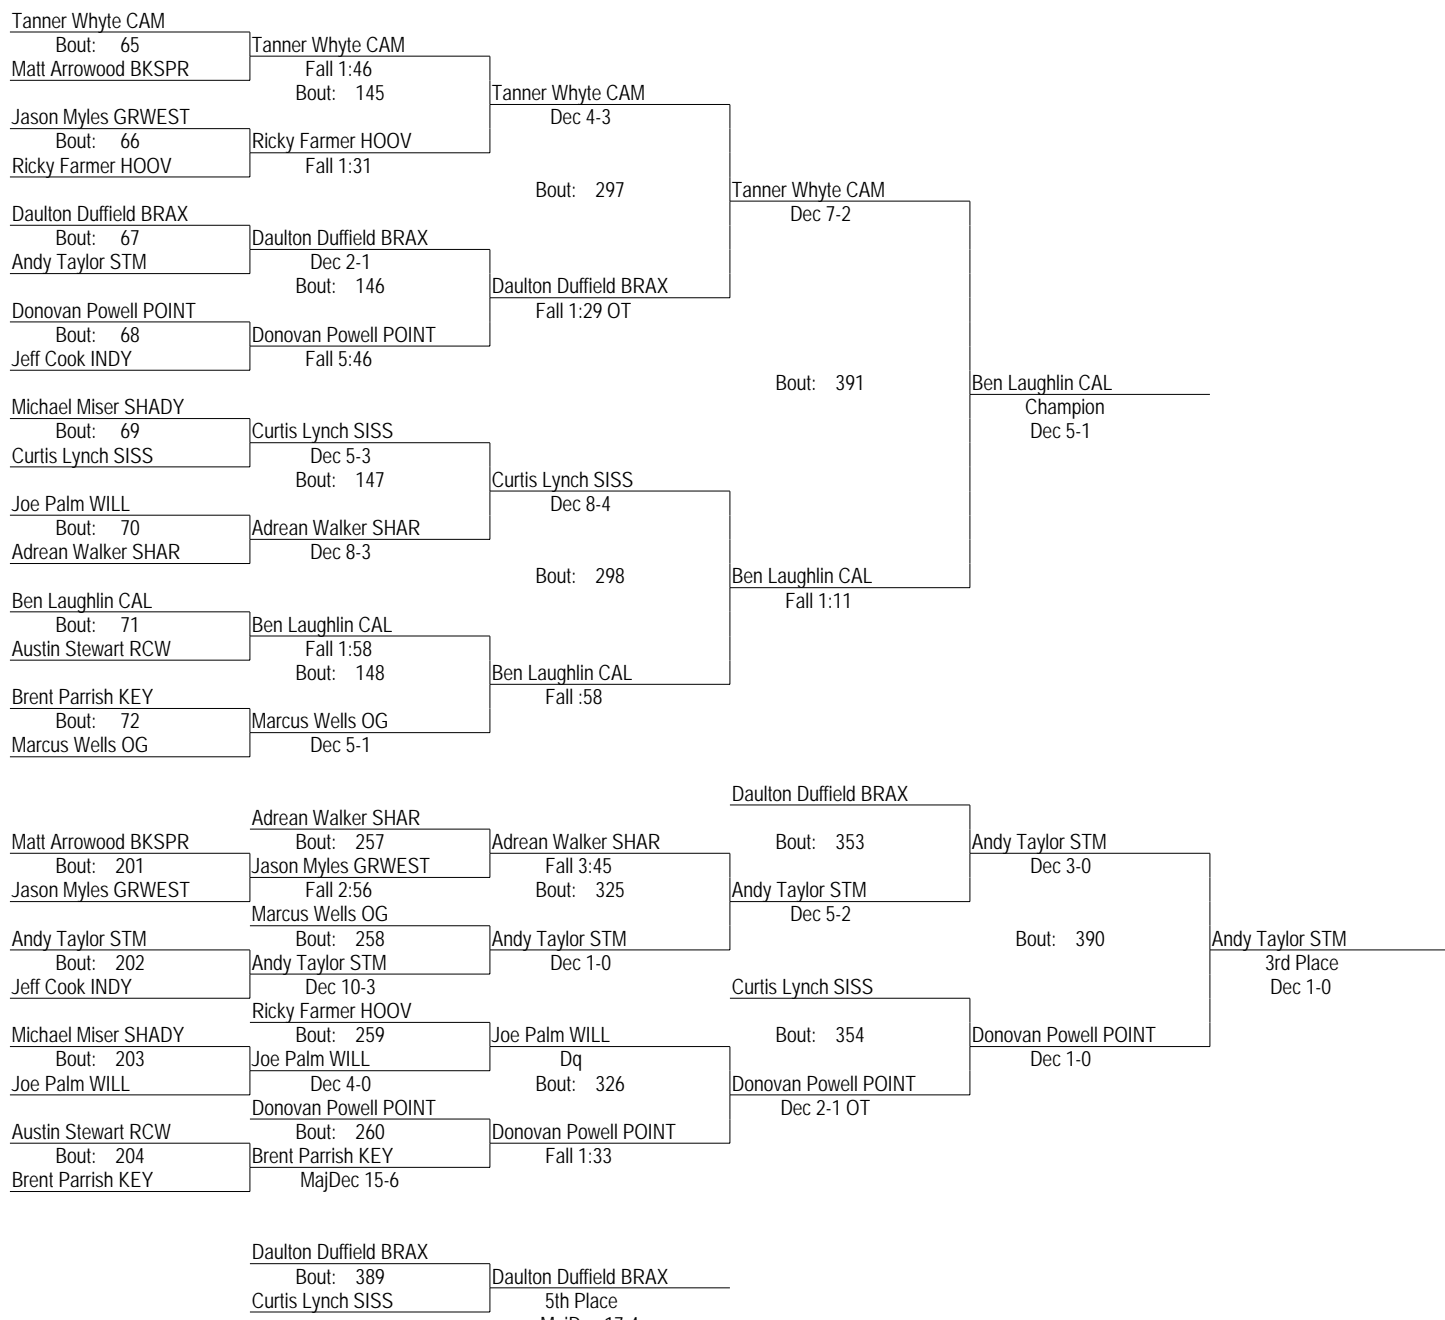 Tanner Whyte CAM
Bout: 65 Tanner Whyte CAM
Matt Arrowood BKSPR Fall 1:46
Bout: 145 Tanner Whyte CAM
Jason Myles GRWEST Dec 4-3
Bout: 66 Ricky Farmer HOOV
Ricky Farmer HOOV Fall 1:31
Bout: 297 Tanner Whyte CAM
Daulton Duffield BRAX Dec 7-2
Bout: 67 Daulton Duffield BRAX
Andy Taylor STM Dec 2-1
Bout: 146 Daulton Duffield BRAX
Donovan Powell POINT Fall 1:29 OT
Bout: 68 Donovan Powell POINT
Jeff Cook INDY Fall 5:46
Bout: 391 Ben Laughlin CAL
Michael Miser SHADY Champion
Bout: 69 Curtis Lynch SISS Dec 5-1
Curtis Lynch SISS Dec 5-3
Bout: 147 Curtis Lynch SISS
Joe Palm WILL Dec 8-4
Bout: 70 Adrean Walker SHAR
Adrean Walker SHAR Dec 8-3
Bout: 298 Ben Laughlin CAL
Ben Laughlin CAL Fall 1:11
Bout: 71 Ben Laughlin CAL
Austin Stewart RCW Fall 1:58
Bout: 148 Ben Laughlin CAL
Brent Parrish KEY Fall :58
Bout: 72 Marcus Wells OG
Marcus Wells OG Dec 5-1
Daulton Duffield BRAX
Adrean Walker SHAR
Matt Arrowood BKSPR Bout: 257 Adrean Walker SHAR Bout: 353 Andy Taylor STM
Bout: 201 Jason Myles GRWEST Fall 3:45 Dec 3-0
Jason Myles GRWEST Fall 2:56 Bout: 325 Andy Taylor STM
Marcus Wells OG Dec 5-2
Andy Taylor STM Bout: 258 Andy Taylor STM Bout: 390 Andy Taylor STM
Bout: 202 Andy Taylor STM Dec 1-0 3rd Place
Jeff Cook INDY Dec 10-3 Curtis Lynch SISS Dec 1-0
Ricky Farmer HOOV
Michael Miser SHADY Bout: 259 Joe Palm WILL Bout: 354 Donovan Powell POINT
Bout: 203 Joe Palm WILL Dq Dec 1-0
Joe Palm WILL Dec 4-0 Bout: 326 Donovan Powell POINT
Donovan Powell POINT Dec 2-1 OT
Austin Stewart RCW Bout: 260 Donovan Powell POINT
Bout: 204 Brent Parrish KEY Fall 1:33
Brent Parrish KEY MajDec 15-6
Daulton Duffield BRAX
Bout: 389 Daulton Duffield BRAX
Curtis Lynch SISS 5th Place
MajDec 17-4